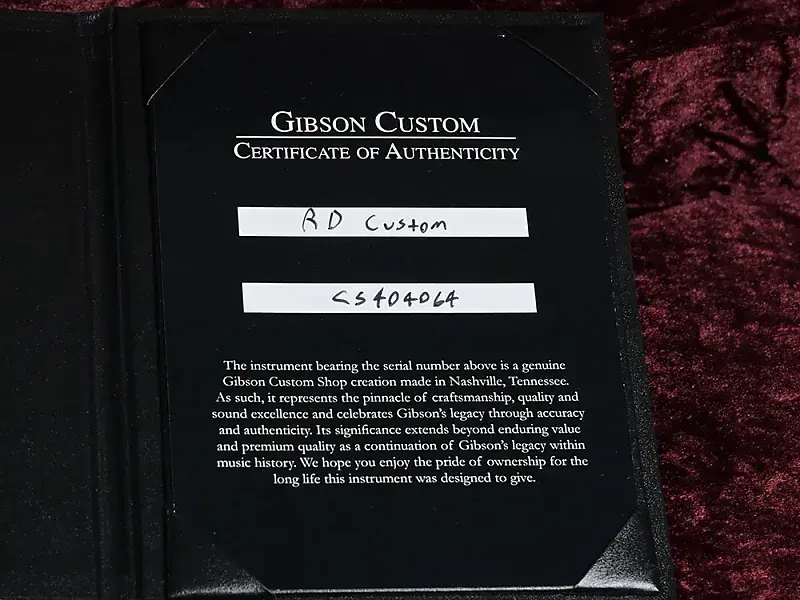 GIBSON CUSTOM
CERTIFICATE OF AUTHENTICITY
RD Custom
CS404064
The instrument bearing the serial number above is a genuine
Gibson Custom Shop creation made in Nashville, Tennessee.
As such, it represents the pinnacle of craftsmanship, quality and
sound excellence and celebrates Gibson's legacy through accuracy
and authenticity. Its significance extends beyond enduring value
and premium quality as a continuation of Gibson's legacy within
music history. We hope you enjoy the pride of ownership for the
long life this instrument was designed to give.